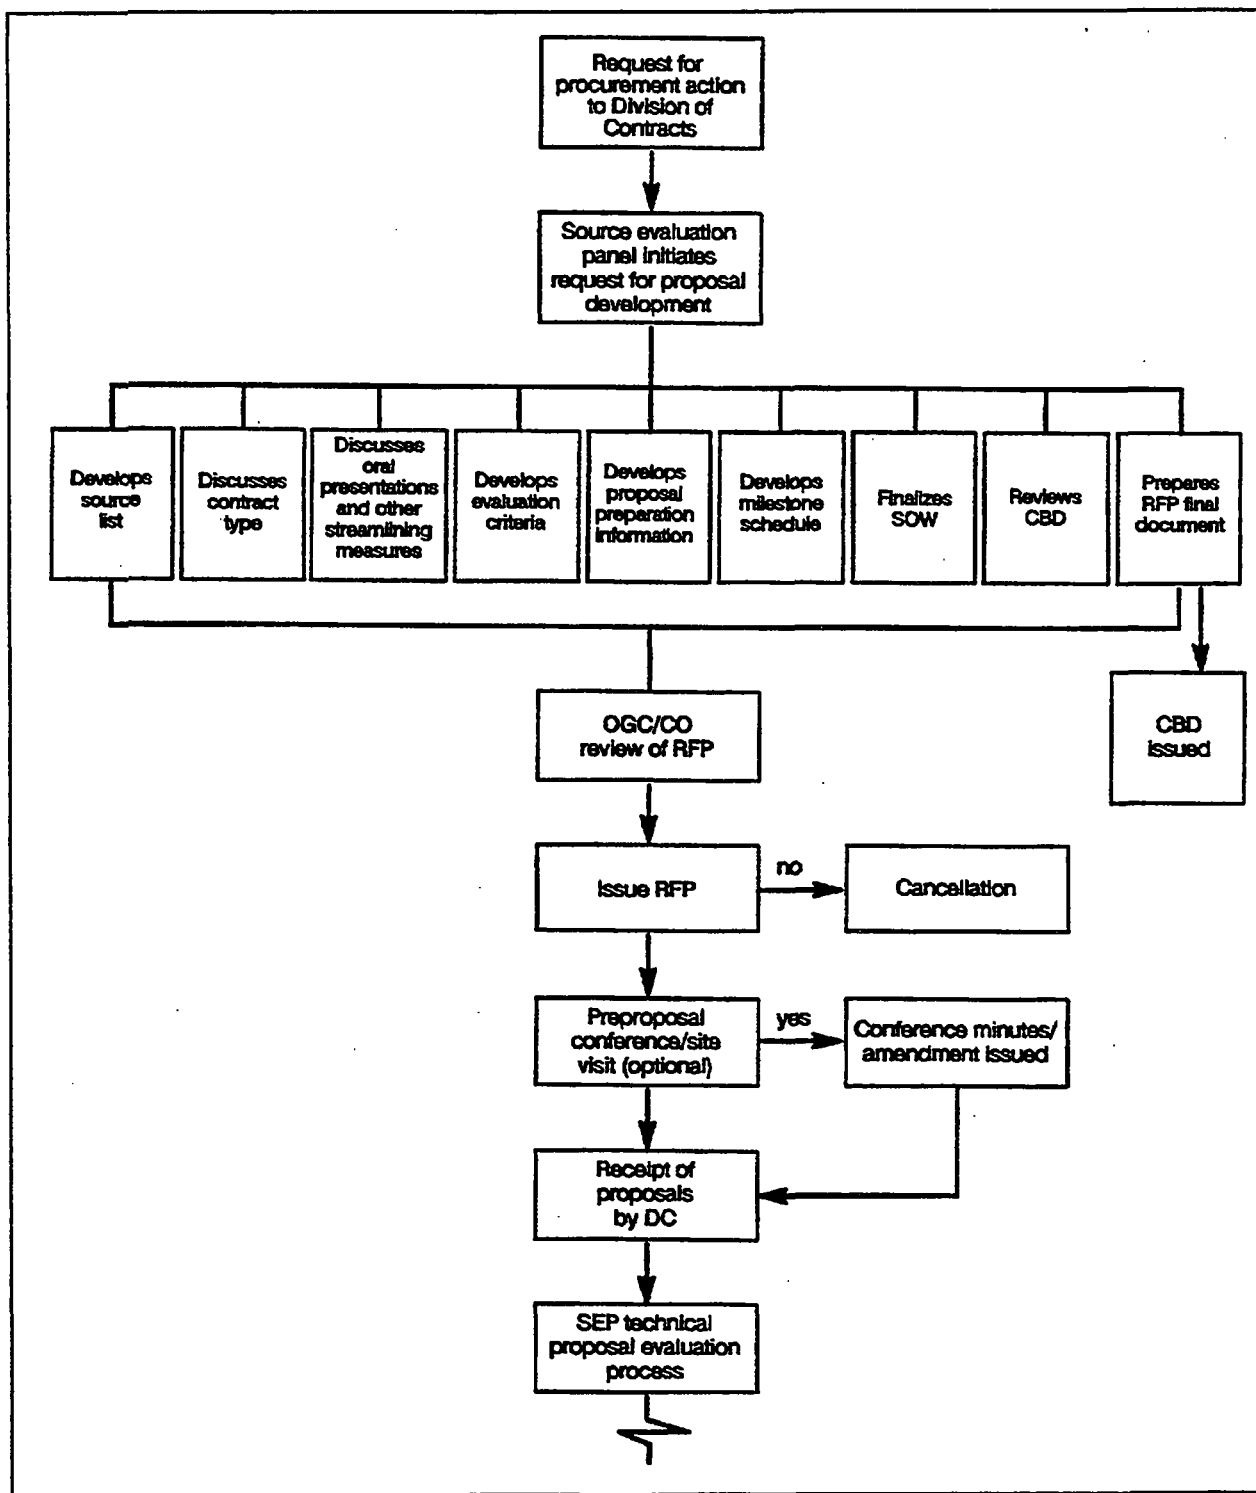 Request for
procurement action
to Division of
Contracts
Source evaluation
panel initiates
request for proposal
development
Develops
source
list
Discusses
contract
type
Discusses
oral
presentations
and other
streamlining
measures
Develops
evaluation
criteria
Develops
proposal
preparation
information
Develops
milestone
schedule
Finalizes
SOW
Reviews
CBD
Prepares
RFP final
document
OGC/CO
review of RFP
CBD
issued
Issue RFP
no
Cancellation
Preproposal
conference/site
visit (optional)
yes
Conference minutes/
amendment issued
Receipt of
proposals
by DC
SEP technical
proposal evaluation
process